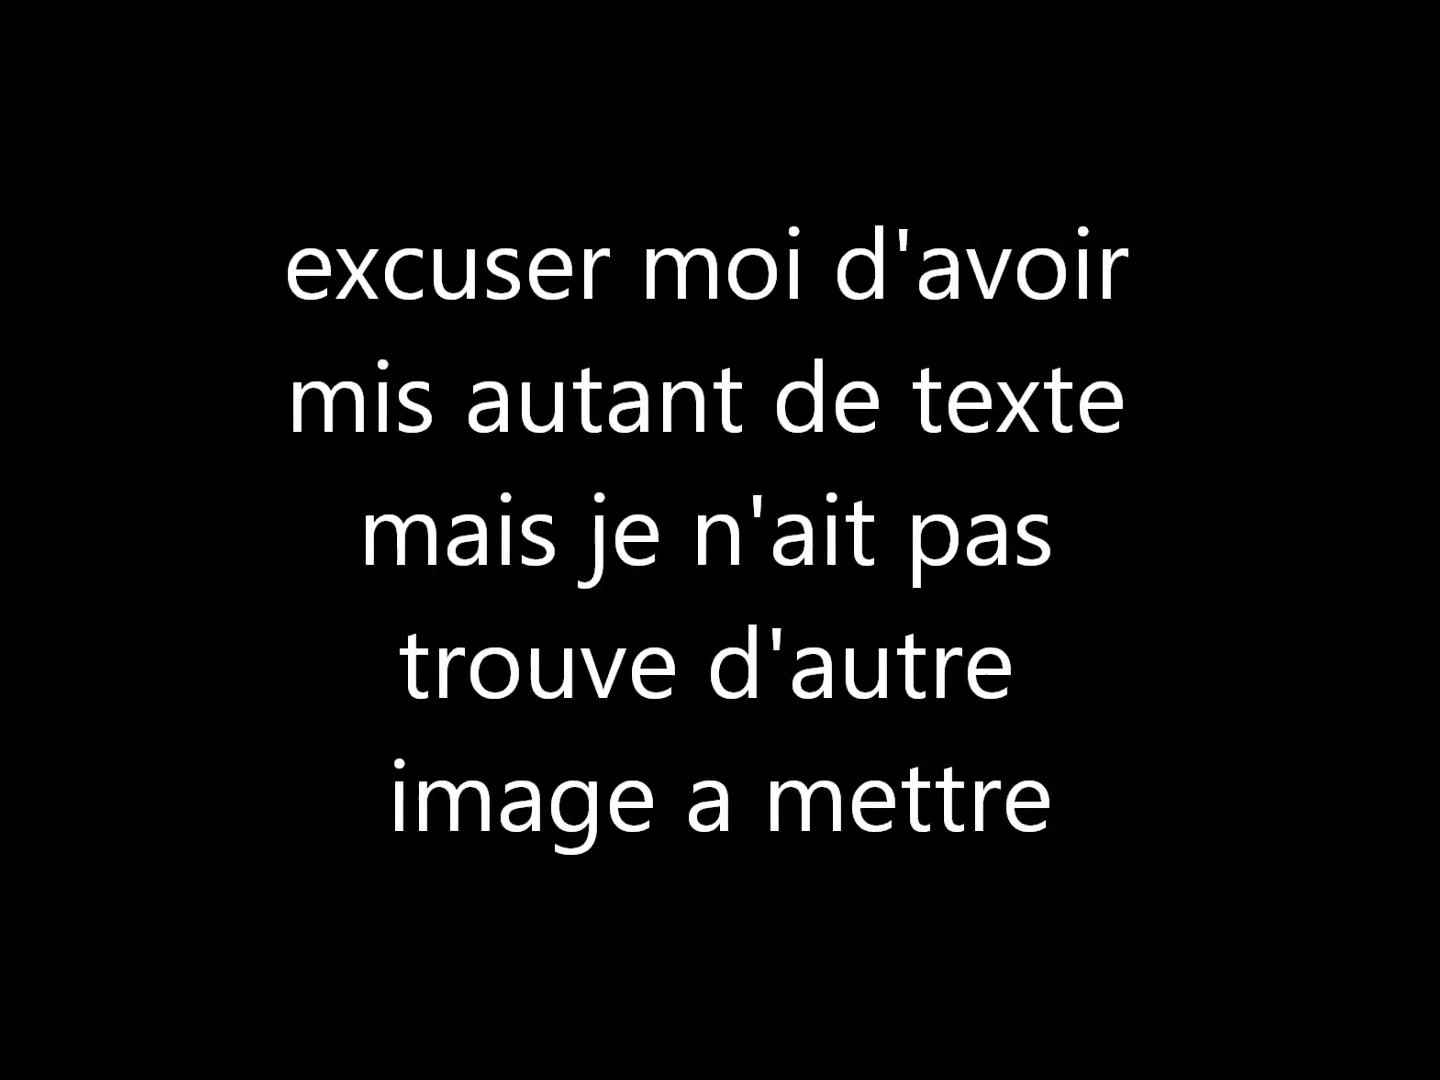 excuser moi d'avoir
mis autant de texte
mais je n'ait pas
trouve d'autre
image a mettre